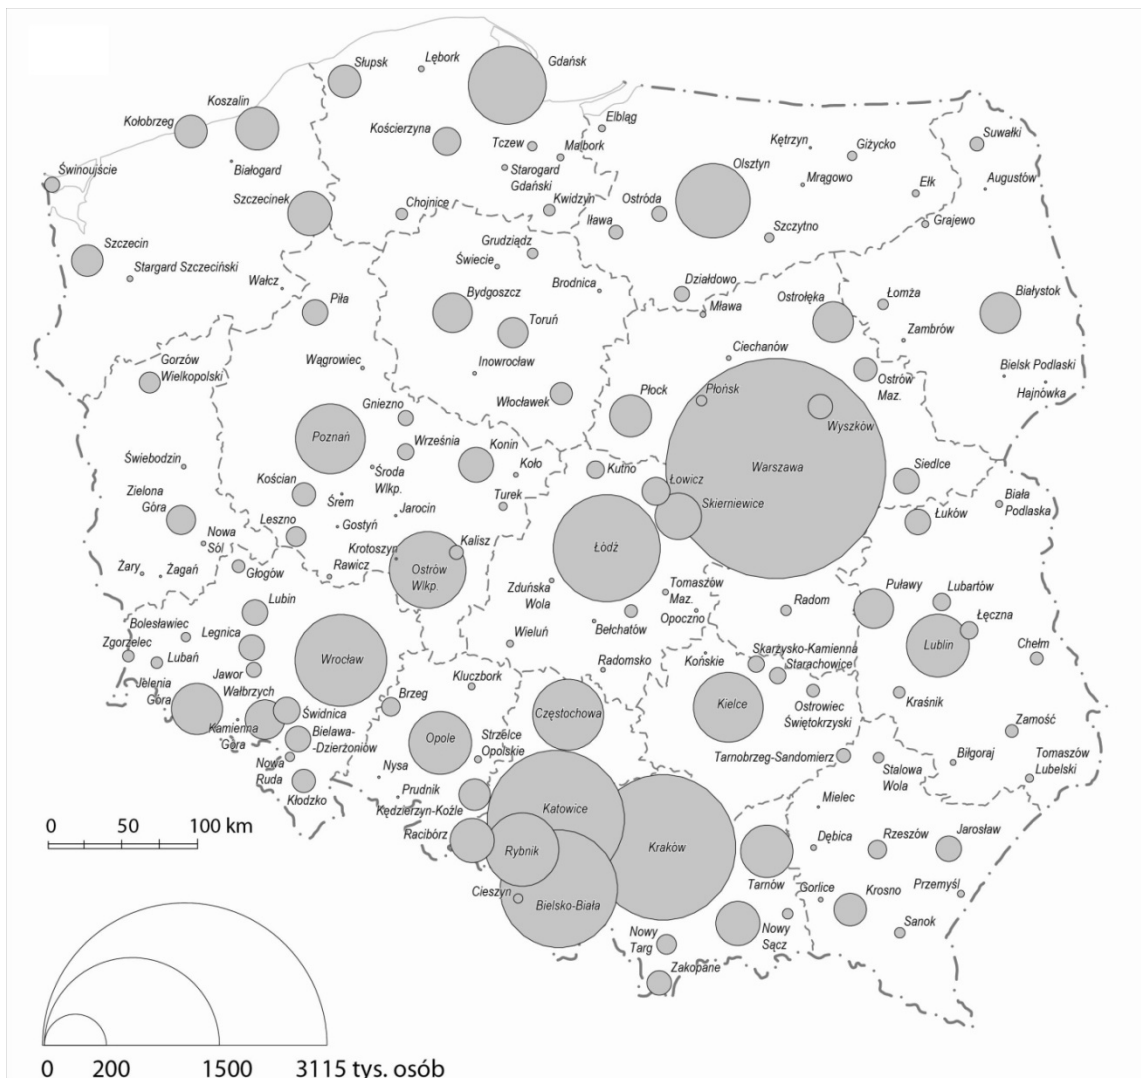 Słupsk
Lębork
Gdańsk
Koszalin
Kołobrzeg
Elbląg
Kościerzyna
Tczew
Malbork
Kętrzyn
Giżycko
Suwałki
Białogard
Starogard
Gdański
Olsztyn
Mrągowo
Augustów
Świnoujście
Szczecinek
Chojnice
Kwidzyn
Ostróda
Ełk
Iława
Szczytno
Grajewo
Szczecin
Grudziądz
Stargard Szczeciński
Świecie
Wałcz
Brodnica
Działdowo
Piła
Bydgoszcz
Mława
Ostrołęka
Łomża
Białystok
Toruń
Zambrów
Gorzów
Wielkopolski
Wągrowiec
Inowrocław
Ciechanów
Bielsk Podlaski
Ostrów
Maz.
Hajnówka
Włocławek
Płock
Płońsk
Gniezno
Wyszków
Poznań
Września
Konin
Warszawa
Świebodzin
Środa
Wlkp.
Koło
Kutno
Siedlce
Kościan
Łowicz
Zielona
Góra
Śrem
Jarocin
Turek
Skierniewice
Biała
Podlaska
Leszno
Gostyń
Łuków
Nowa
Sól
Krotoszyn
Kalisz
Łòdź
Żary
Żagań
Głogów
Rawicz
Ostrów
Wlkp.
Zduńska
Wola
Tomaszów
Maz.
Puławy
Lubartów
Lubin
Radom
Bolesławiec
Legnica
Bełchatów
Opoczno
Łęczna
Zgorzelec
Wieluń
Lublin
Chełm
Lubań
Wrocław
Skarżysko-Kamienna
Jawor
Radomsko
Końskie
Starachowice
Jelenia
Góra
Wałbrzych
Kluczbork
Brzeg
Kielce
Ostrowiec
Świętokrzyski
Kraśnik
Świdnica
Częstochowa
Kamienna
Góra
Bielawa-
-Dzierżoniów
Opole
Strzelce
Opolskie
Zamość
Tarnobrzeg-Sandomierz
Biłgoraj
Tomaszów
Lubelski
Nowa
Ruda
Nysa
Stalowa
Wola
Kłodzko
Prudnik
Kędzierzyn-Koźle
Katowice
Mielec
0 50 100 km
Racibórz
Rybnik
Kraków
Dębica
Rzeszów
Jarosław
Cieszyn
Tarnów
Gorlice
Krosno
Przemyśl
Bielsko-Biała
Nowy
Targ
Nowy
Sącz
Sanok
Zakopane
0 200 1500 3115 tys. osób